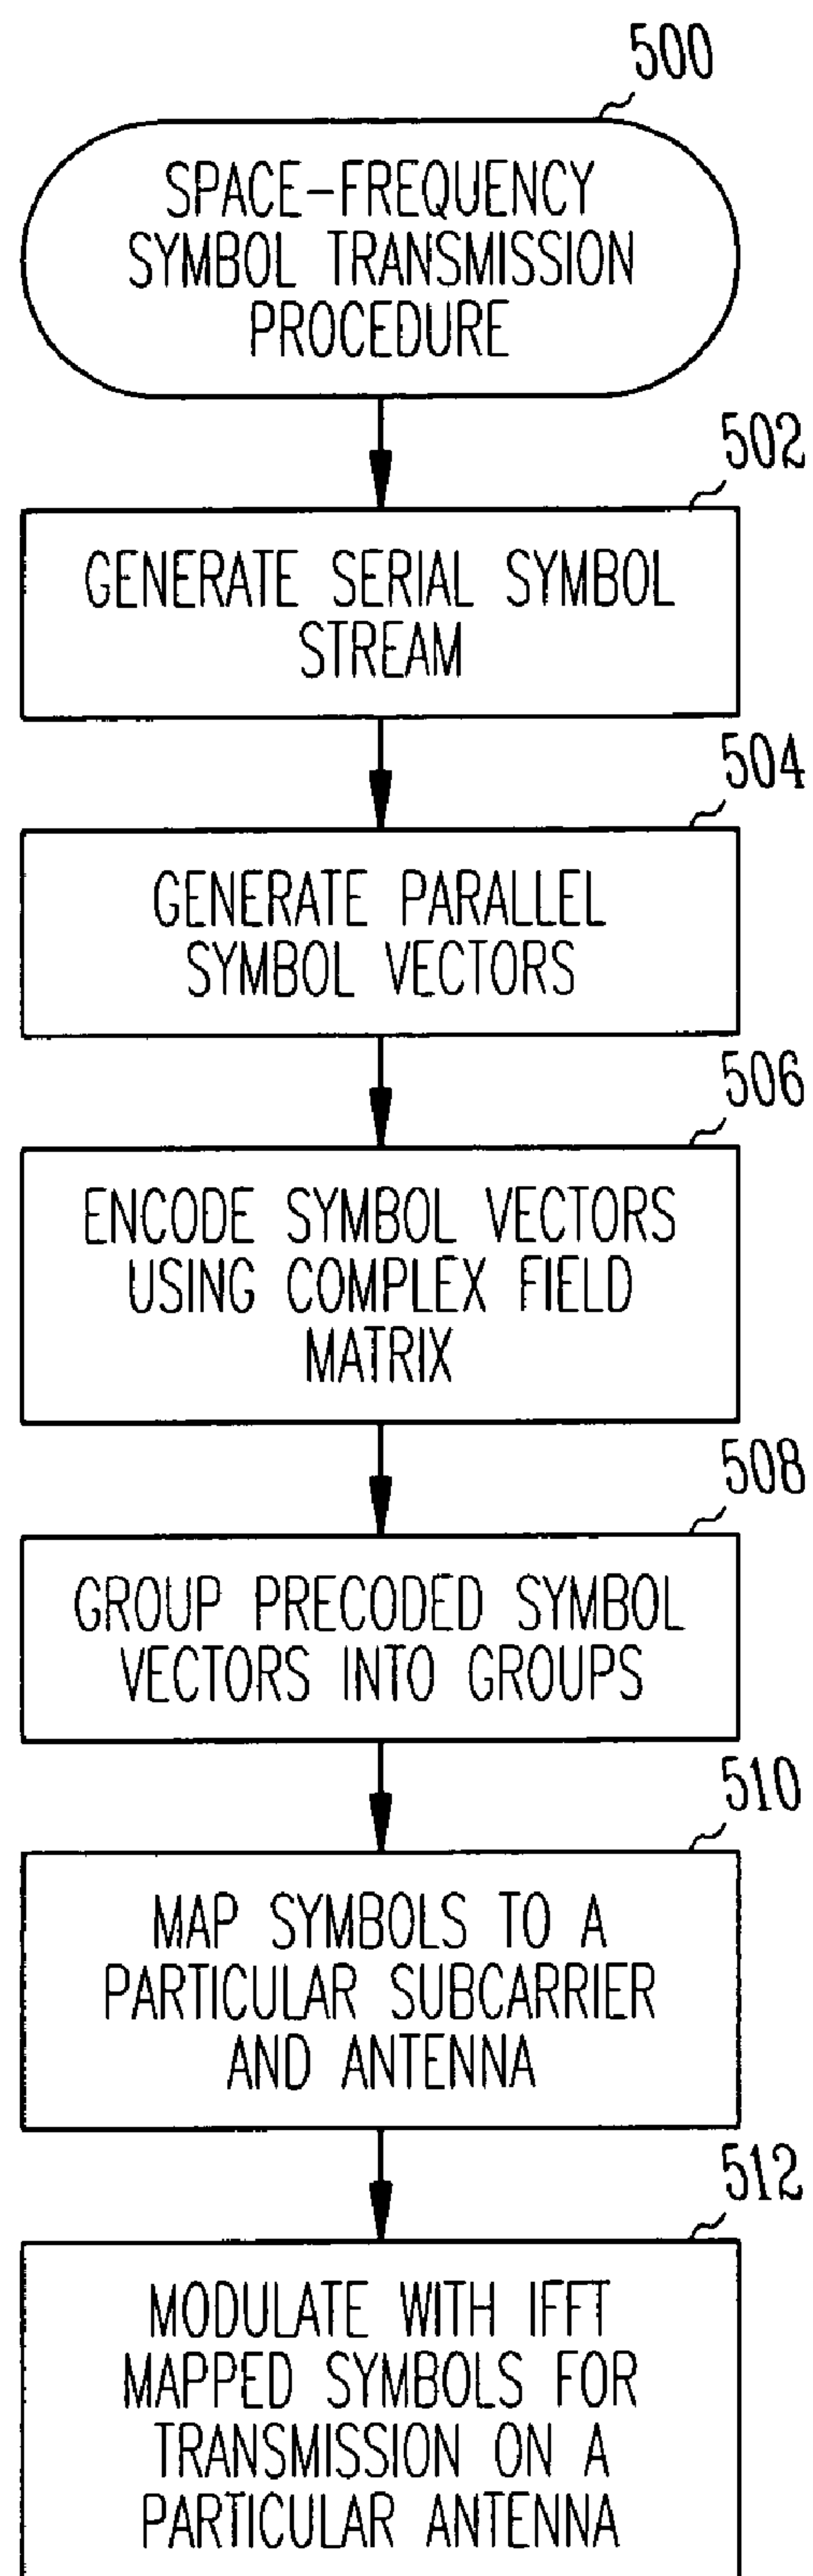 500
SPACE-FREQUENCY
SYMBOL TRANSMISSION
PROCEDURE
502
GENERATE SERIAL SYMBOL
STREAM
504
GENERATE PARALLEL
SYMBOL VECTORS
506
ENCODE SYMBOL VECTORS
USING COMPLEX FIELD
MATRIX
508
GROUP PRECODED SYMBOL
VECTORS INTO GROUPS
510
MAP SYMBOLS TO A
PARTICULAR SUBCARRIER
AND ANTENNA
512
MODULATE WITH IFFT
MAPPED SYMBOLS FOR
TRANSMISSION ON A
PARTICULAR ANTENNA